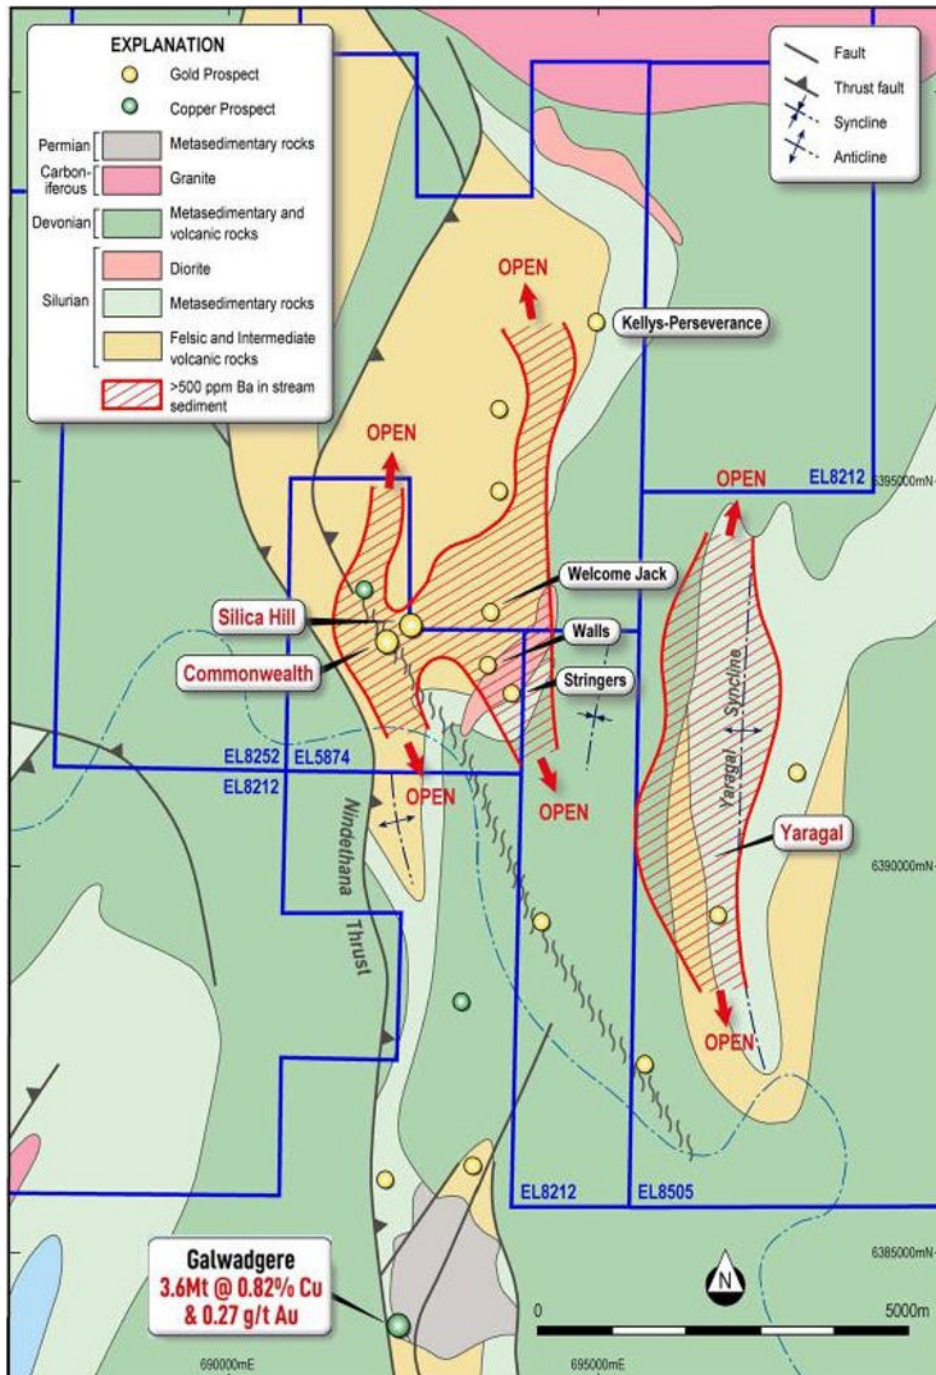 EXPLANATION
Gold Prospect
Copper Prospect
Permian
Metasedimentary rocks
Carbon-
iferous
Granite
Devonian
Metasedimentary and
volcanic rocks
Silurian
Diorite
Metasedimentary rocks
Felsic and Intermediate
volcanic rocks
>500 ppm Ba in stream
sediment
Fault
Thrust fault
Syncline
Anticline
OPEN
Kellys-Perseverance
OPEN
OPEN
EL8212
6395000mN
Welcome Jack
Silica Hill
Walls
Commonwealth
Stringers
Yaragal Syncline
EL8252
EL5874
EL8212
OPEN
OPEN
Nindethana Thrust
Yaragal
6390000mN
OPEN
EL8212
EL8505
Galwadgere
3.6Mt @ 0.82% Cu
& 0.27 g/t Au
6385000mN
N
0
5000m
690000mE
695000mE